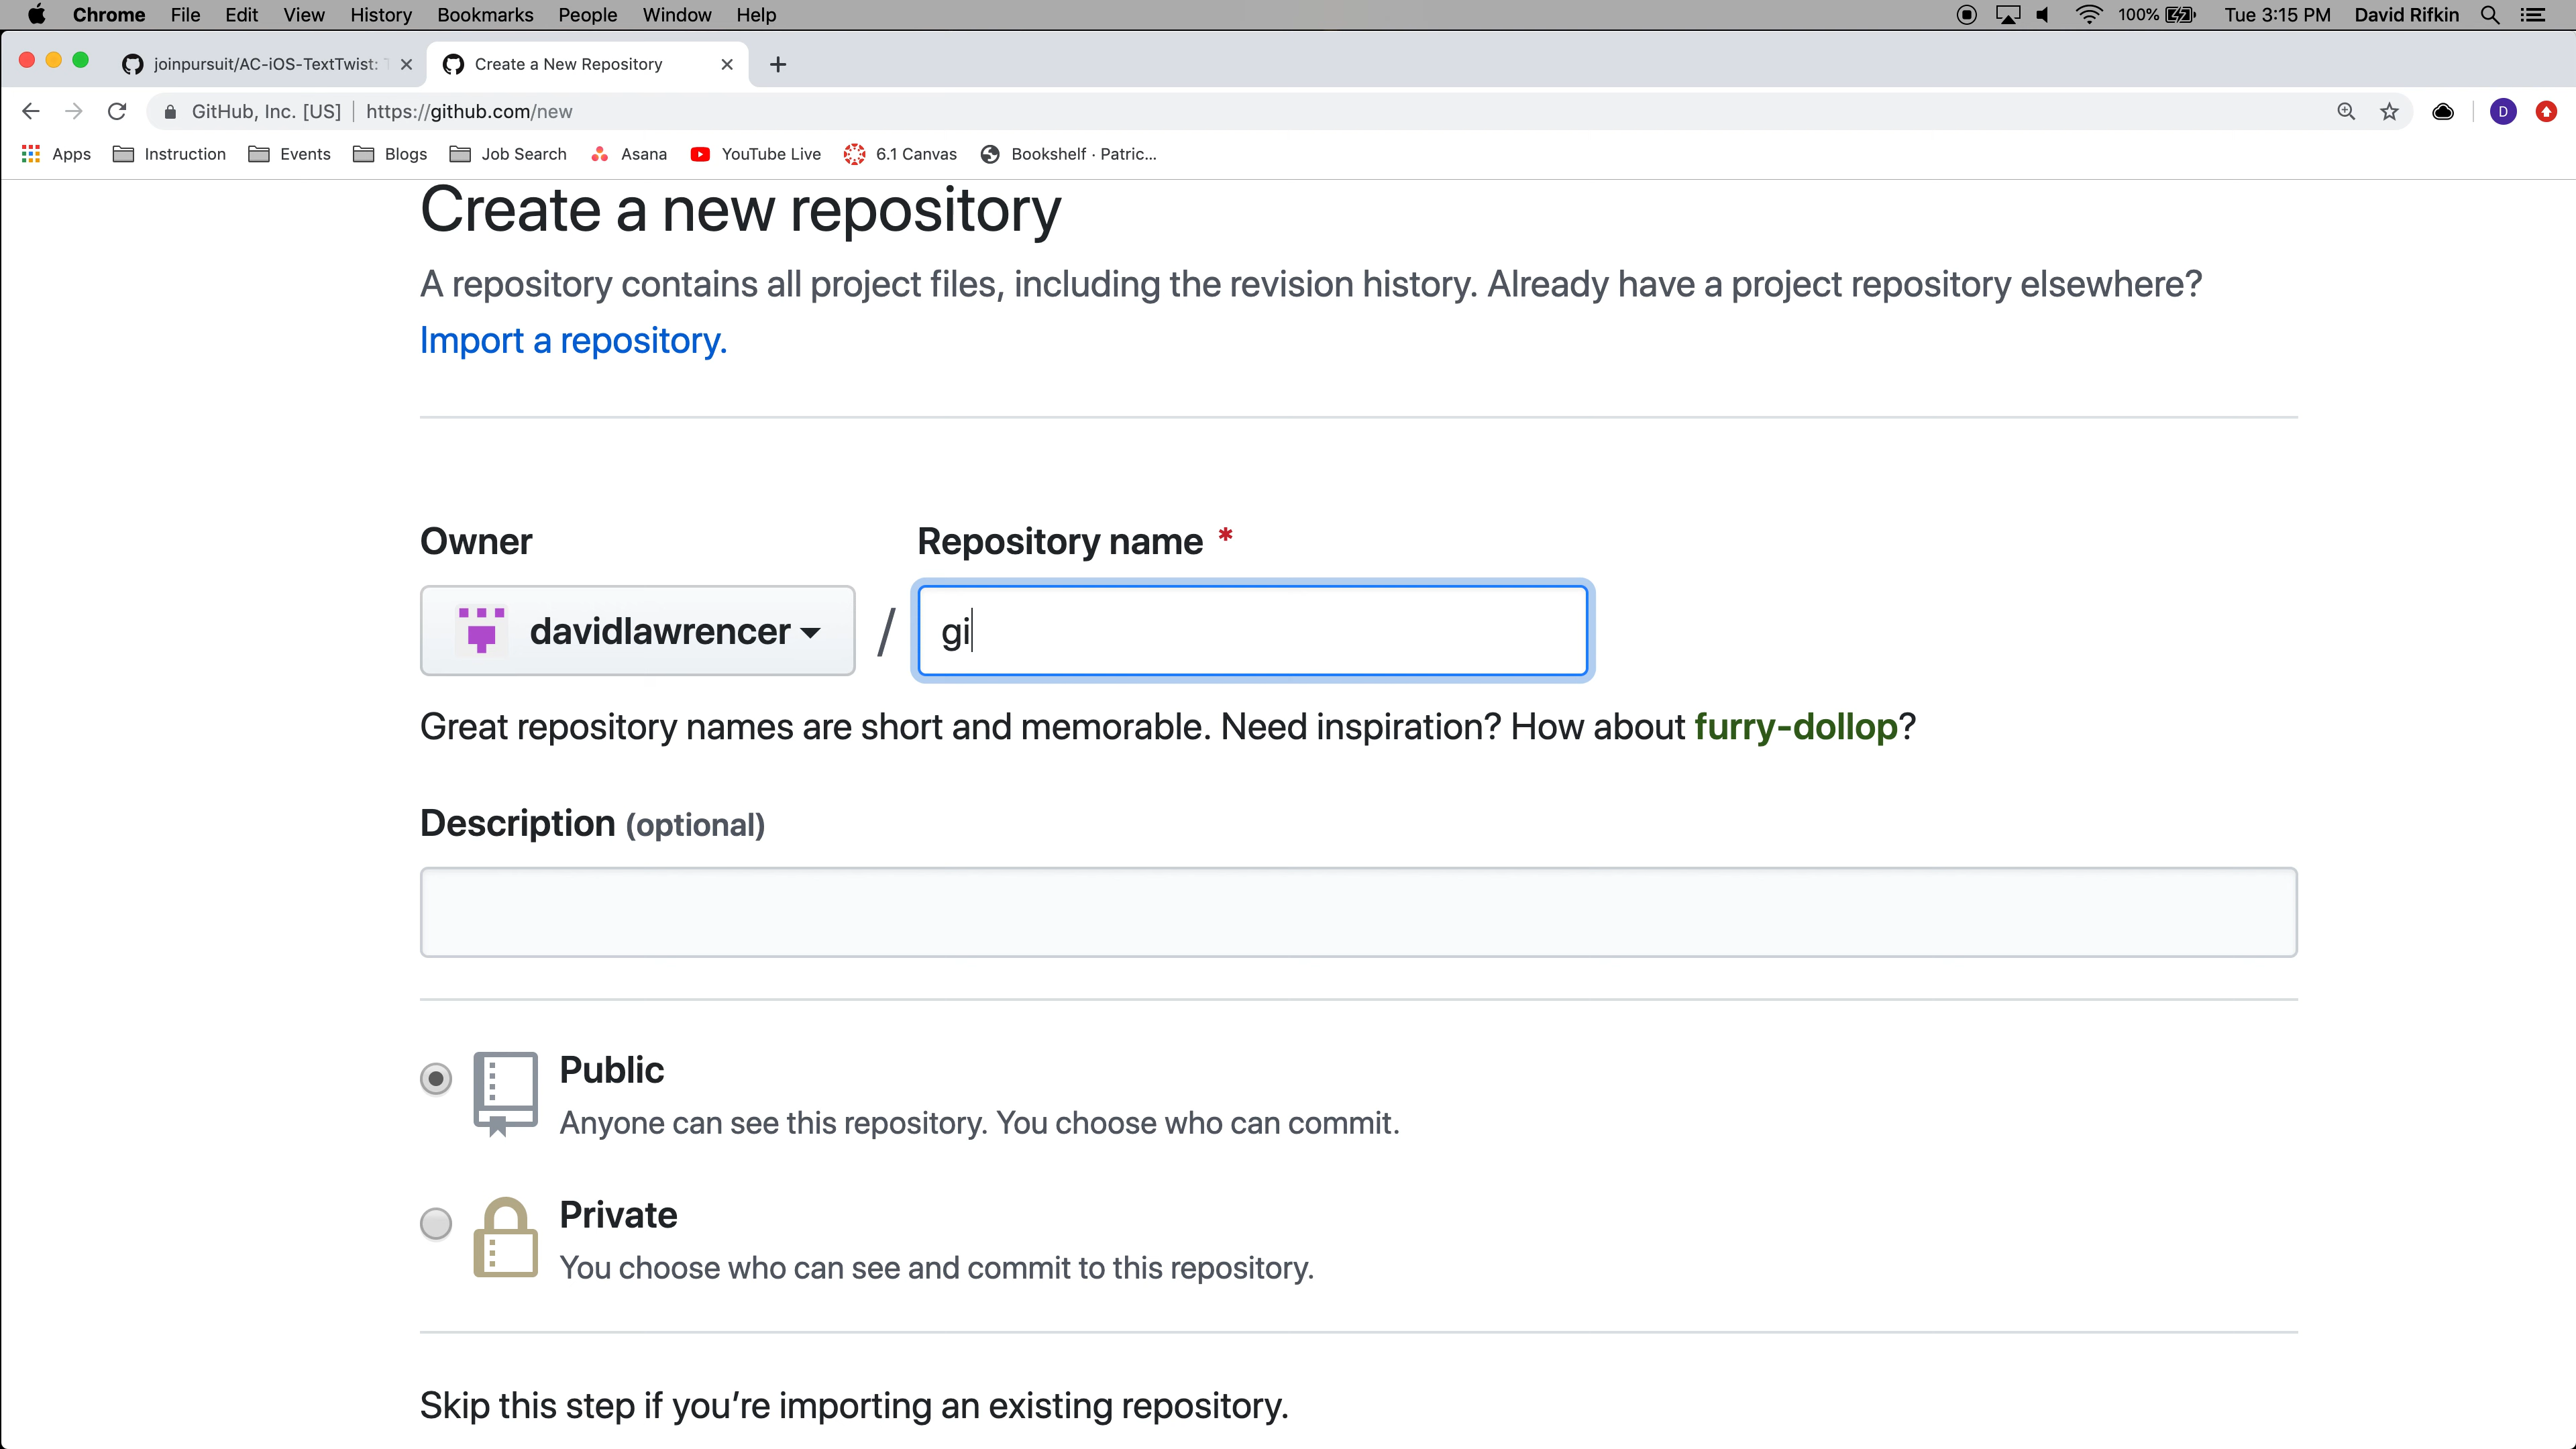 Chrome File Edit View History Bookmarks People Window Help 100% Tue 3:15 PM David Rifkin
joinpursuit/AC-iOS-TextTwist: Create a New Repository
GitHub, Inc. [US] https://github.com/new D
Apps Instruction Events Blogs Job Search Asana YouTube Live 6.1 Canvas Bookshelf · Patric...
Create a new repository
A repository contains all project files, including the revision history. Already have a project repository elsewhere?
Import a repository.
Owner Repository name *
davidlawrencer / gi
Great repository names are short and memorable. Need inspiration? How about furry-dollop?
Description (optional)
Public
Anyone can see this repository. You choose who can commit.
Private
You choose who can see and commit to this repository.
Skip this step if you’re importing an existing repository.